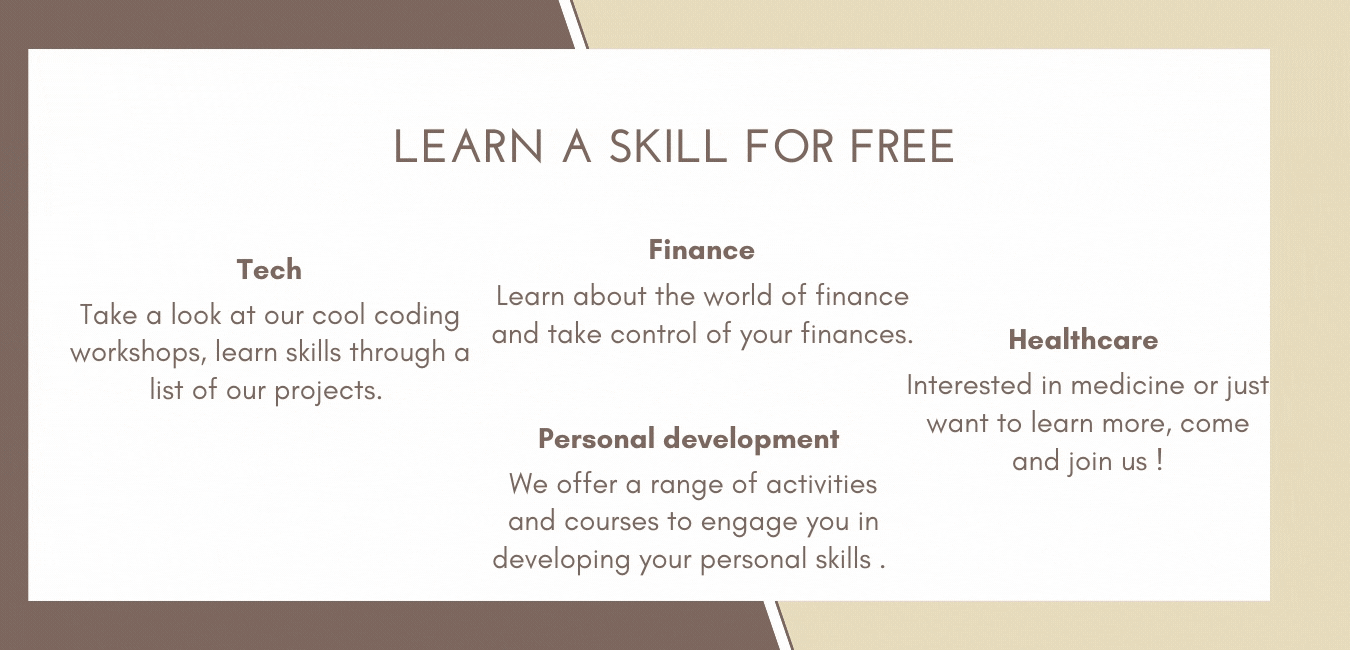 LEARN A SKILL FOR FREE
Tech
Take a look at our cool coding
workshops, learn skills through a
list of our projects.
Finance
Learn about the world of finance
and take control of your finances.
Personal development
We offer a range of activities
and courses to engage you in
developing your personal skills .
Healthcare
Interested in medicine or just
want to learn more, come
and join us !